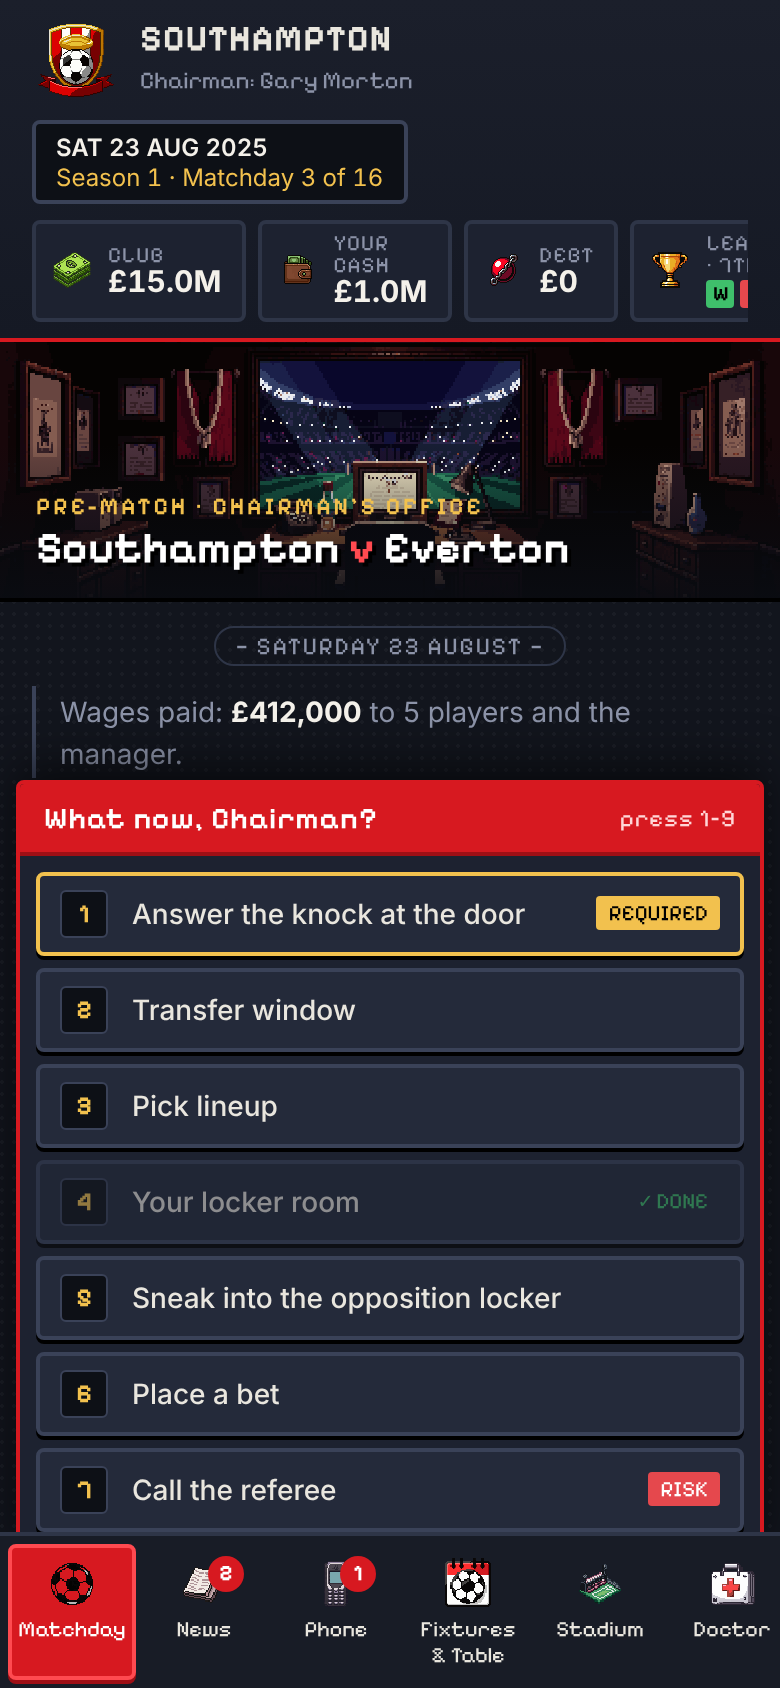 SOUTHAMPTON
Chairman: Gary Morton
SAT 23 AUG 2025
Season 1 · Matchday 3 of 16
CLUB
£15.0M
YOUR
CASH
£1.0M
DEBT
£0
LEA
· 7TH
W
PRE-MATCH · CHAIRMAN'S OFFICE
Southampton v Everton
– SATURDAY 23 AUGUST –
Wages paid: £412,000 to 5 players and the
manager.
What now, Chairman?
press 1-9
1 Answer the knock at the door REQUIRED
2 Transfer window
3 Pick lineup
4 Your locker room ✓ DONE
5 Sneak into the opposition locker
6 Place a bet
7 Call the referee RISK
Matchday
8
News
1
Phone
Fixtures
& Table
Stadium
Doctor